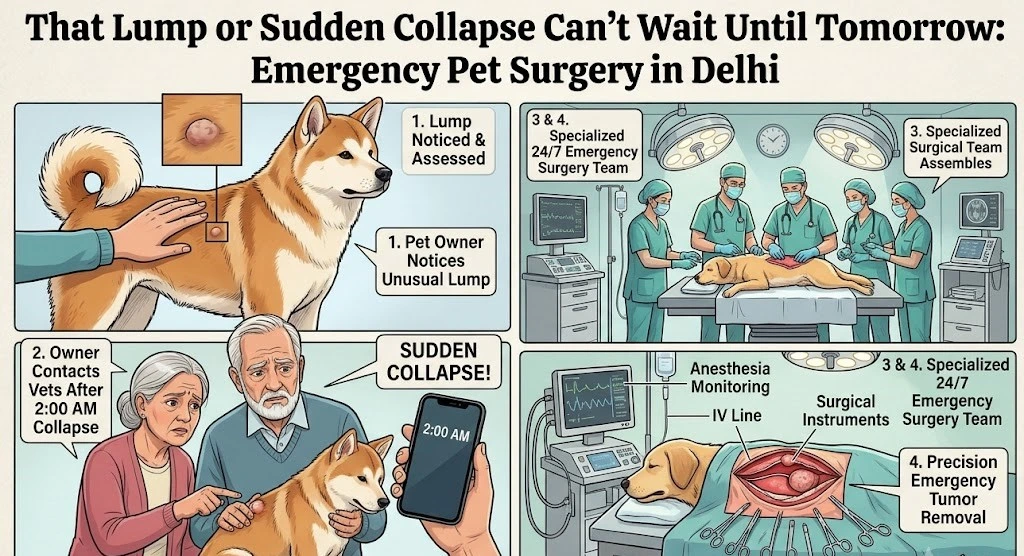 That Lump or Sudden Collapse Can't Wait Until Tomorrow:
Emergency Pet Surgery in Delhi
1. Lump
Noticed &
Assessed
1. Pet Owner
Notices
Unusual Lump
3 & 4.
Specialized
24/7 Emergency
Surgery Team
3. Specialized
Surgical Team
Assembles
2. Owner
Contacts
Vets After
2:00 AM
Collapse
SUDDEN
COLLAPSE!
2:00 AM
Anesthesia
Monitoring
IV Line
Surgical
Instruments
3 & 4. Specialized
24/7
Emergency
Surgery Team
4. Precision
Emergency
Tumor
Removal